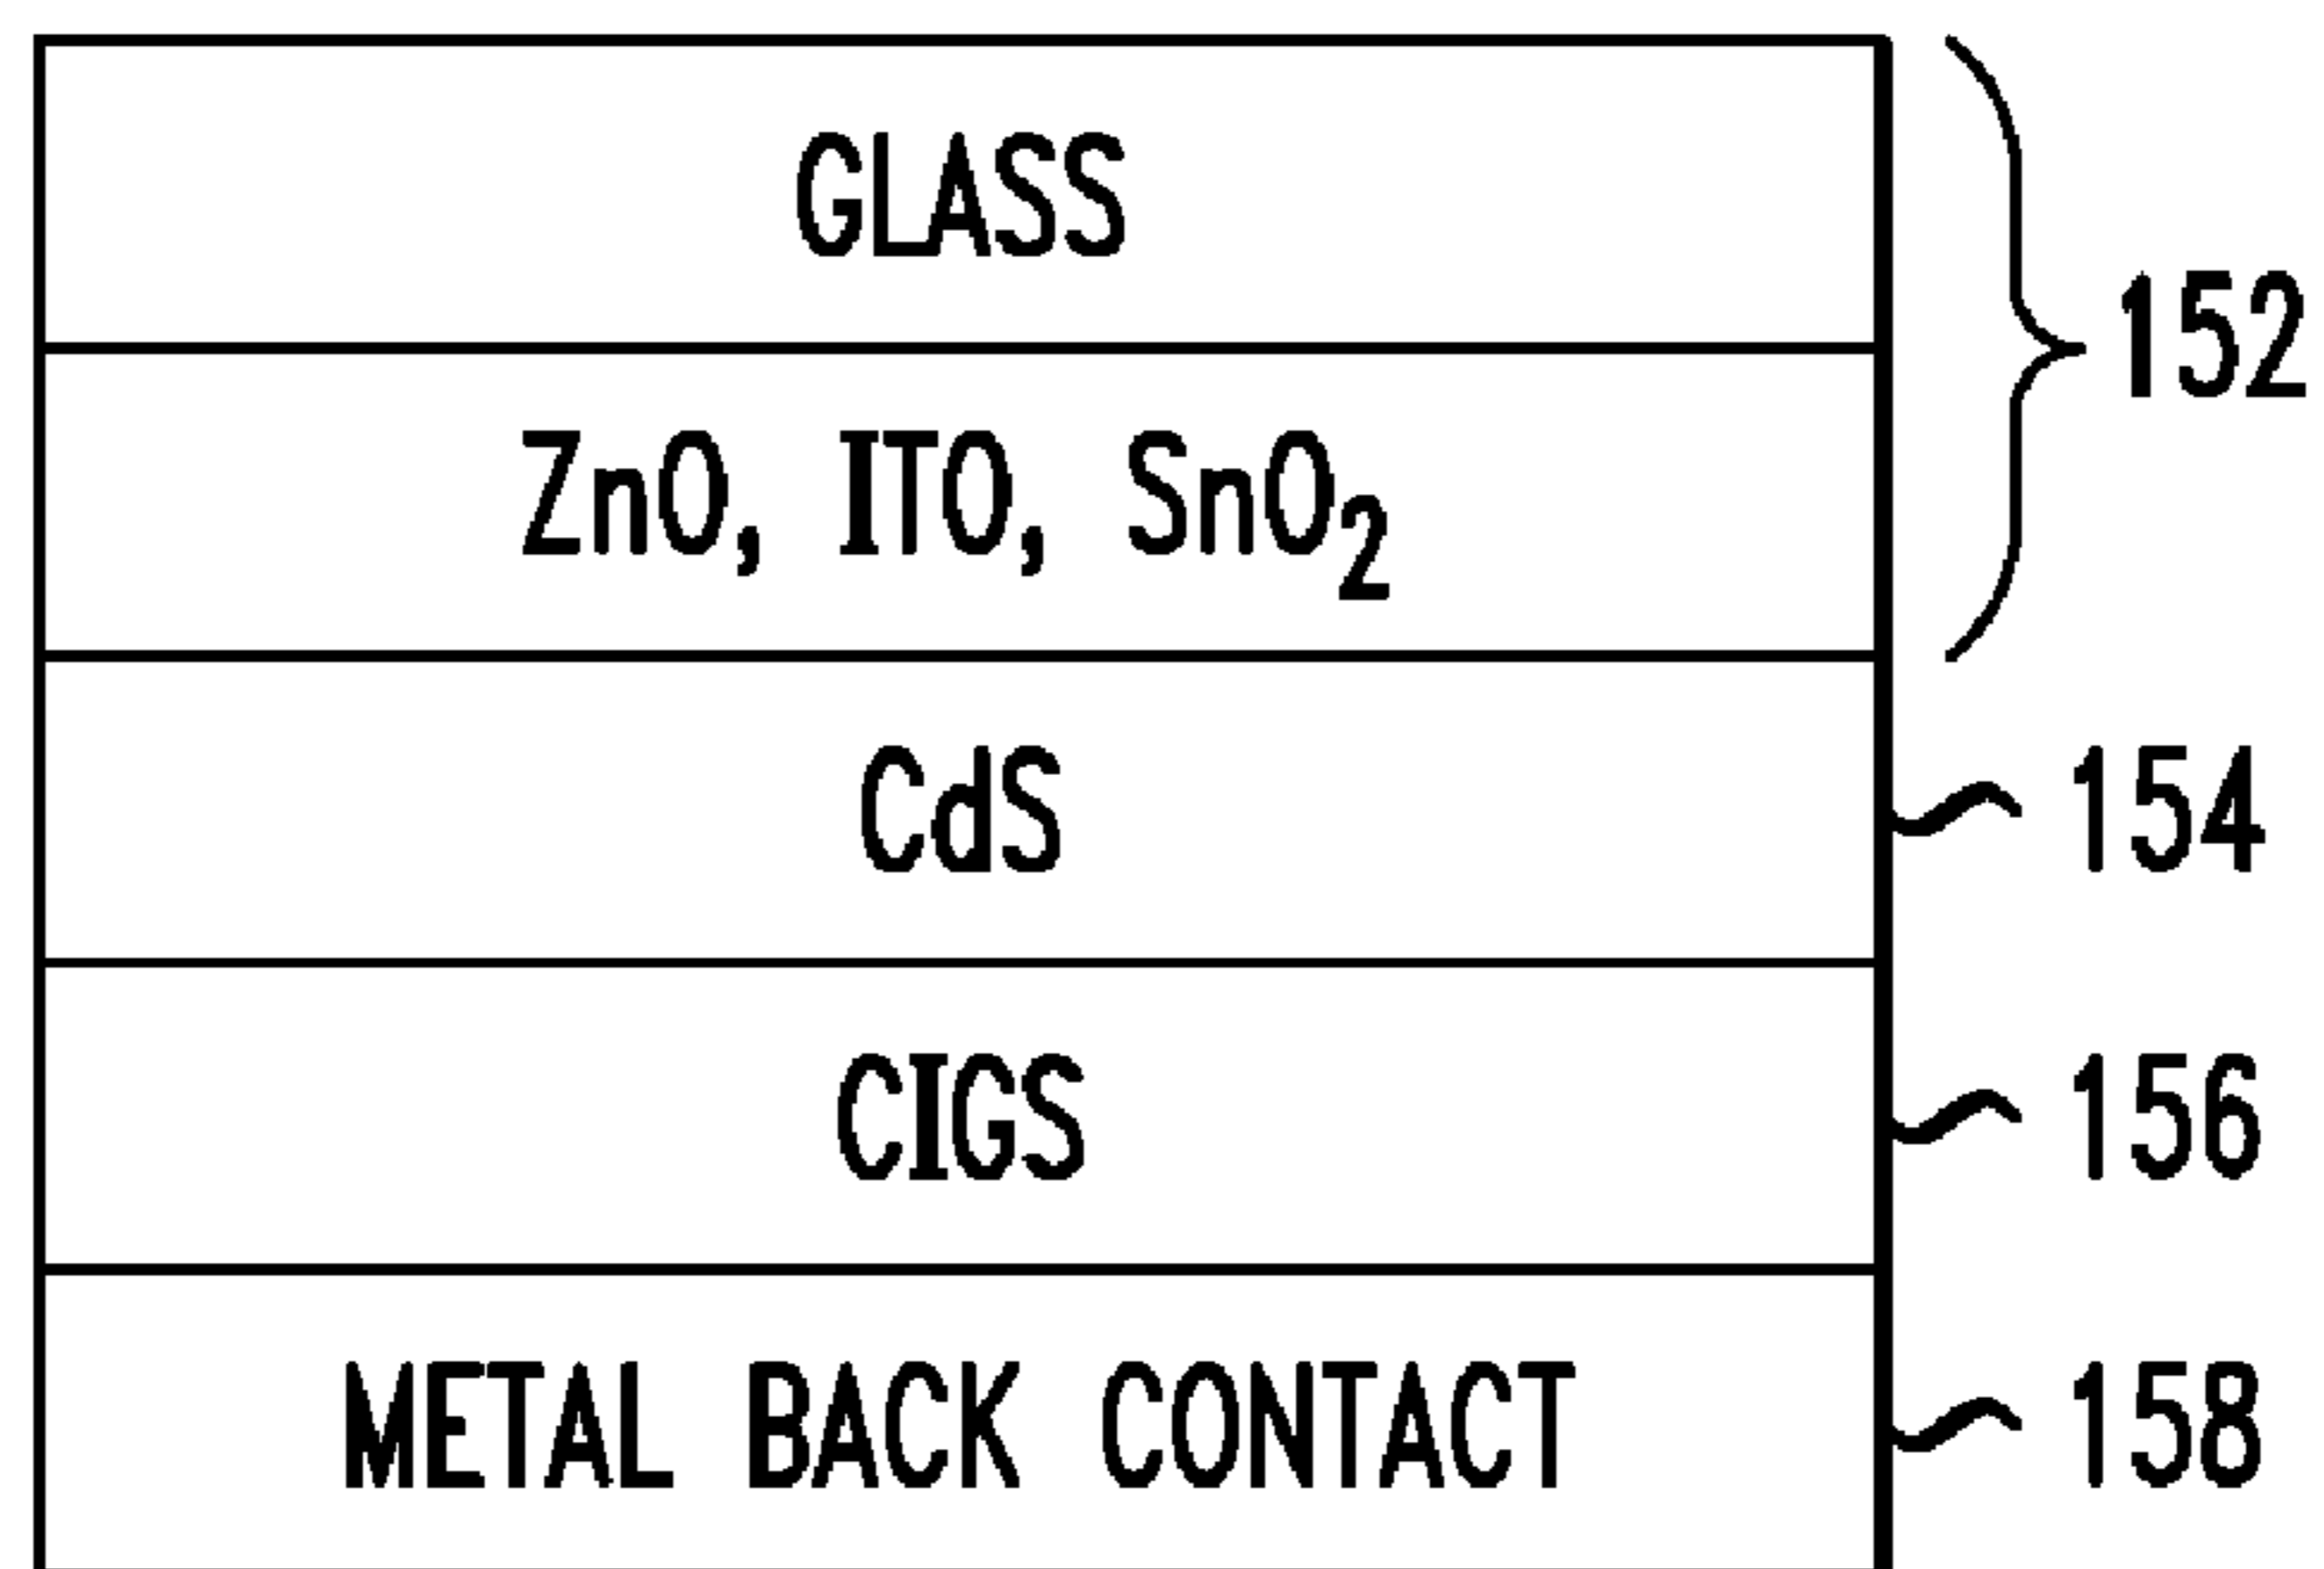 GLASS
152
ZnO, ITO, SnO₂
CdS
154
CIGS
156
METAL BACK CONTACT
158